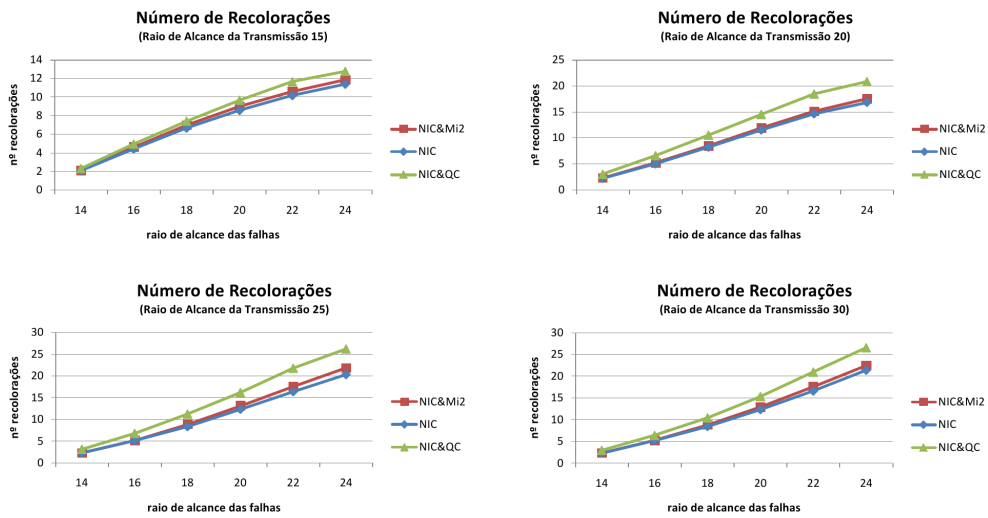 Número de Recolorações
(Raio de Alcance da Transmissão 15)
nº recolorações
14
12
10
8
6
4
2
0
14 16 18 20 22 24
raio de alcance das falhas
NIC&Mi2
NIC
NIC&QC
Número de Recolorações
(Raio de Alcance da Transmissão 20)
nº recolorações
25
20
15
10
5
0
14 16 18 20 22 24
raio de alcance das falhas
NIC&Mi2
NIC
NIC&QC
Número de Recolorações
(Raio de Alcance da Transmissão 25)
nº recolorações
30
25
20
15
10
5
0
14 16 18 20 22 24
raio de alcance das falhas
NIC&Mi2
NIC
NIC&QC
Número de Recolorações
(Raio de Alcance da Transmissão 30)
nº recolorações
30
25
20
15
10
5
0
14 16 18 20 22 24
raio de alcance das falhas
NIC&Mi2
NIC
NIC&QC